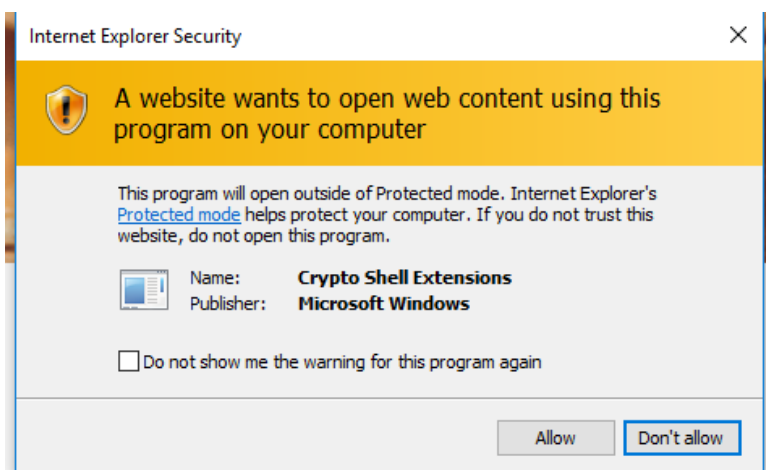 Internet Explorer Security
A website wants to open web content using this
program on your computer
This program will open outside of Protected mode. Internet Explorer's
Protected mode helps protect your computer. If you do not trust this
website, do not open this program.
Name: Crypto Shell Extensions
Publisher: Microsoft Windows
Do not show me the warning for this program again
Allow Don't allow